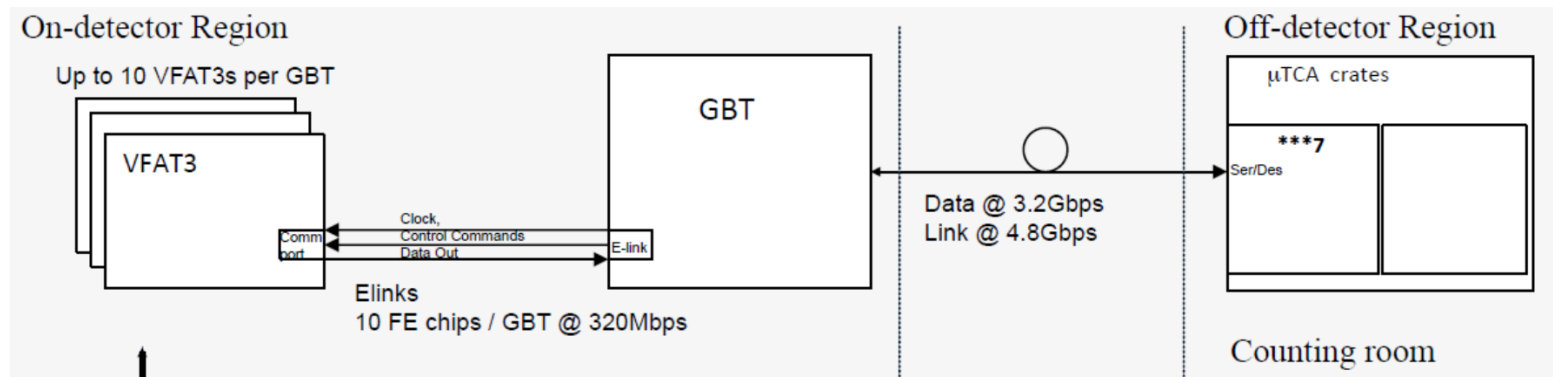 On-detector Region
Off-detector Region
Up to 10 VFAT3s per GBT
VFAT3
Comm
port
Clock,
Control Commands
Data Out
E-link
GBT
Elinks
10 FE chips / GBT @ 320Mbps
Data @ 3.2Gbps
Link @ 4.8Gbps
μTCA crates
***7
Ser/Des
Counting room